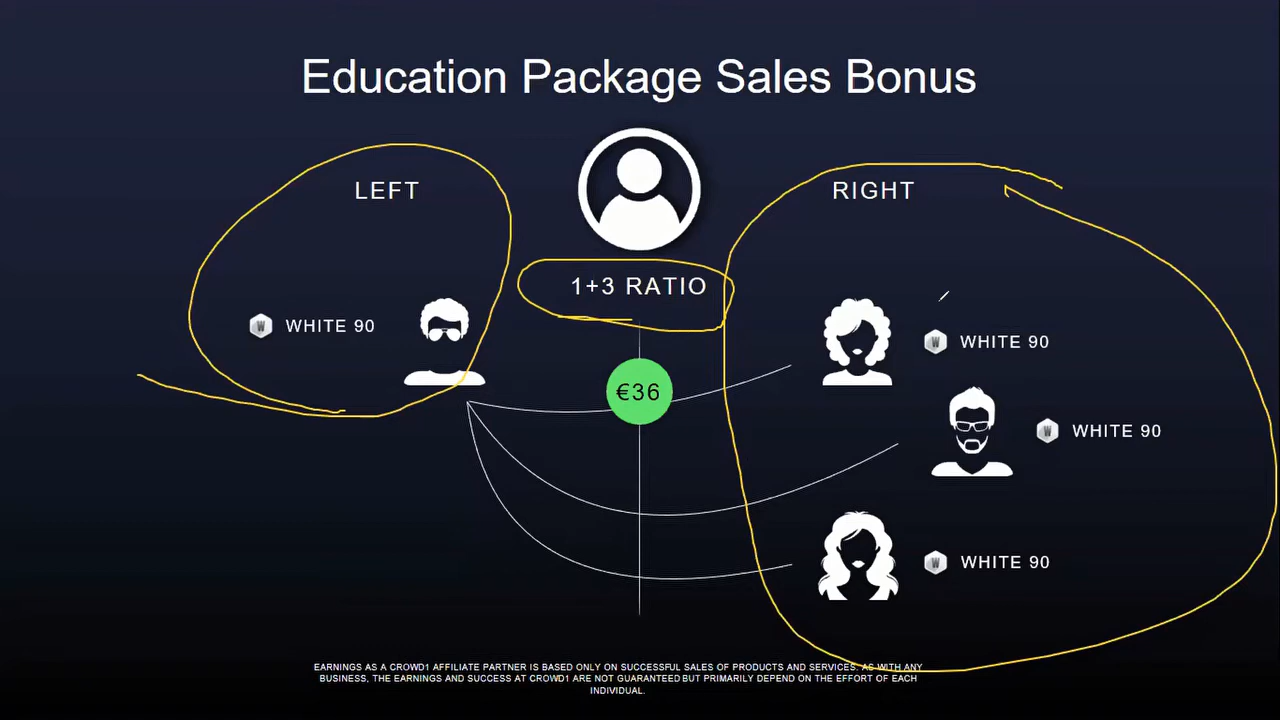 Education Package Sales Bonus
LEFT
RIGHT
1+3 RATIO
W WHITE 90
W WHITE 90
€36
W WHITE 90
W WHITE 90
EARNINGS AS A CROWD1 AFFILIATE PARTNER IS BASED ONLY ON SUCCESSFUL SALES OF PRODUCTS AND SERVICES. AS WITH ANY
BUSINESS, THE EARNINGS AND SUCCESS AT CROWD1 ARE NOT GUARANTEED BUT PRIMARILY DEPEND ON THE EFFORT OF EACH
INDIVIDUAL.